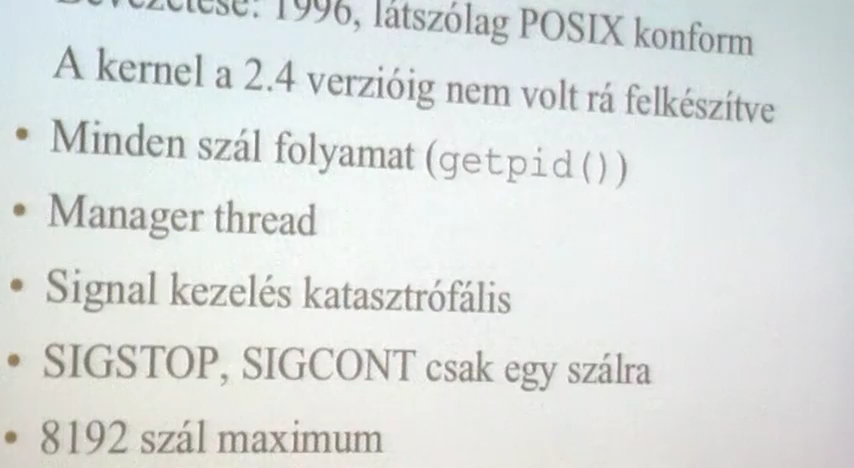 Bevezetése: 1996, látszólag POSIX konform
A kernel a 2.4 verzióig nem volt rá felkészítve
• Minden szál folyamat (getpid())
• Manager thread
• Signal kezelés katasztrófális
• SIGSTOP, SIGCONT csak egy szálra
• 8192 szál maximum